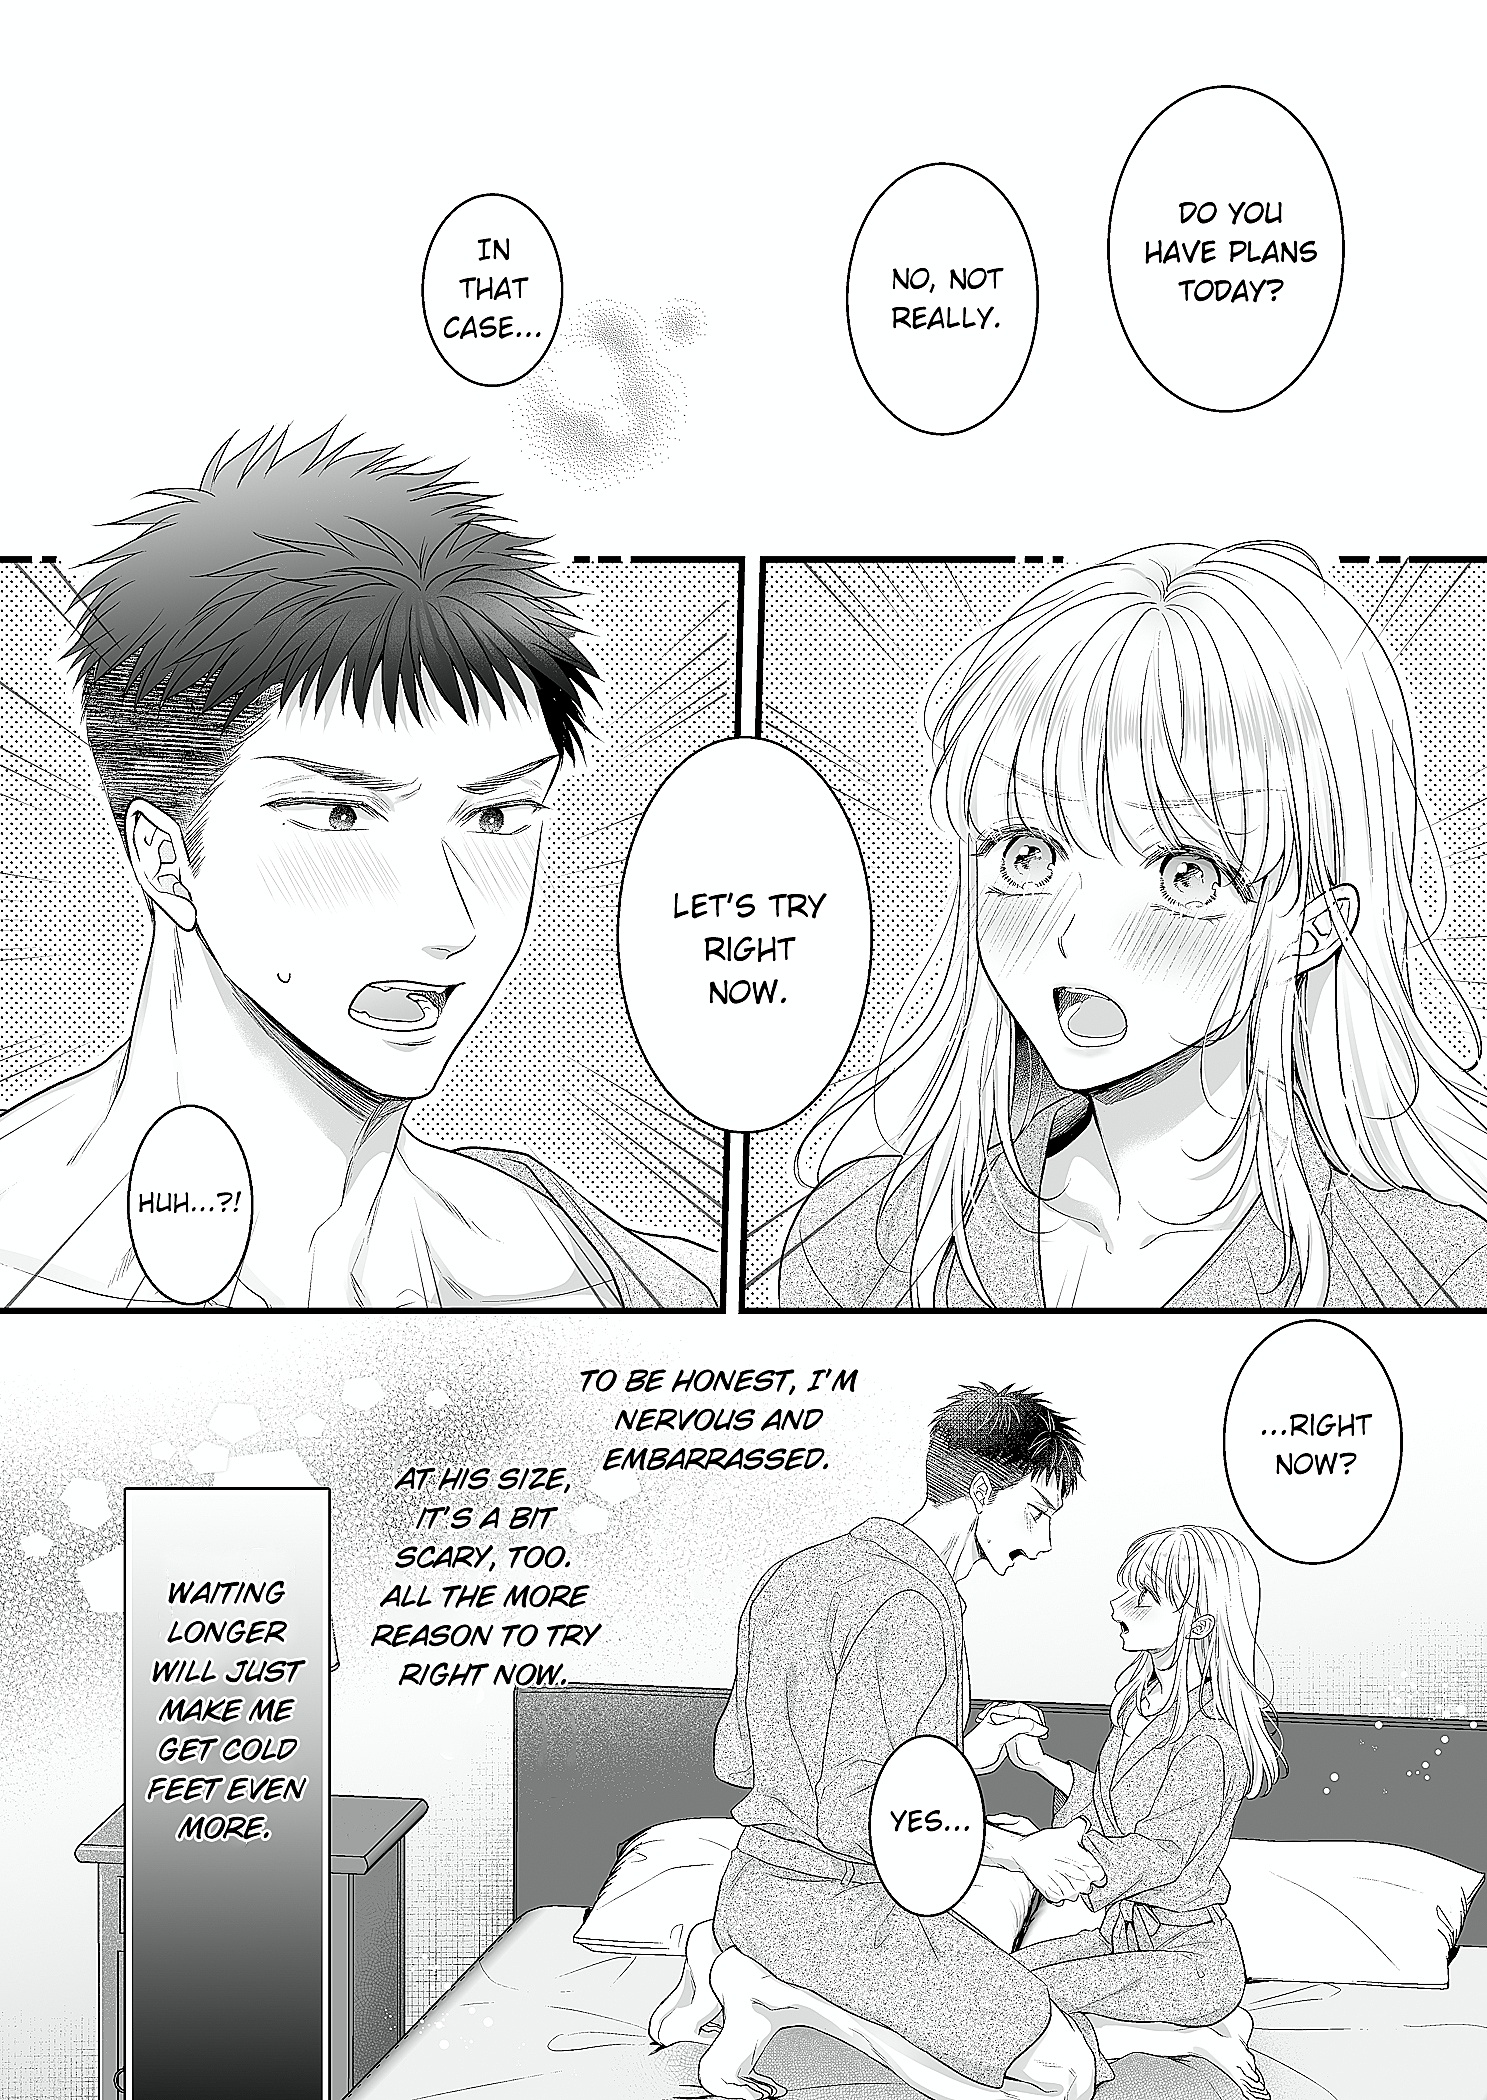 DO YOU
HAVE PLANS
TODAY?
NO, NOT
REALLY.
IN
THAT
CASE...
LET'S TRY
RIGHT
NOW.
HUH...?!
...RIGHT
NOW?
TO BE HONEST, I'M
NERVOUS AND
EMBARRASSED.
AT HIS SIZE,
IT'S A BIT
SCARY, TOO.
ALL THE MORE
REASON TO TRY
RIGHT NOW.
YES...
WAITING
LONGER
WILL JUST
MAKE ME
GET COLD
FEET EVEN
MORE.